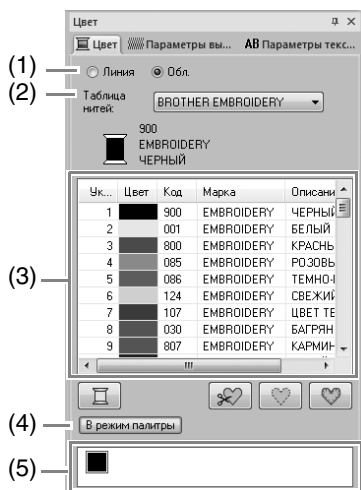 Цвет
Цвет Параметры вы... AB Параметры текс...
(1) Линия Обл.
(2) Таблица нитей: BROTHER EMBROIDERY
900
EMBROIDERY
ЧЕРНЫЙ
Ук... Цвет Код Марка Описани
1 900 EMBROIDERY ЧЕРНЫЙ
2 001 EMBROIDERY БЕЛЫЙ
3 800 EMBROIDERY КРАСНЬ
4 085 EMBROIDERY РОЗОВЬ
5 086 EMBROIDERY ТЕМНО-
6 124 EMBROIDERY СВЕЖИЙ
7 107 EMBROIDERY ЦВЕТ ТЕ
8 030 EMBROIDERY БАГРЯН
9 807 EMBROIDERY КАРМИН
(3)
(4) В режим палитры
(5)